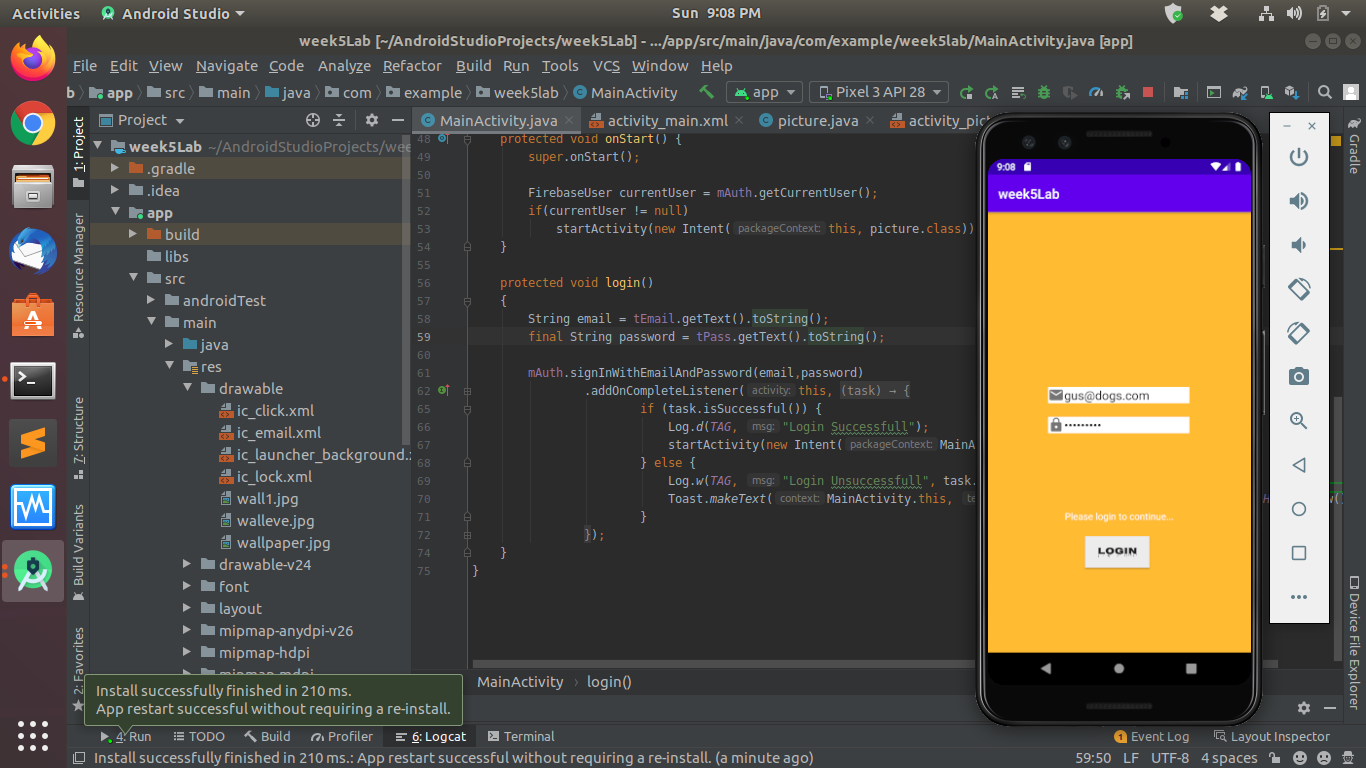 Activities
Android Studio
Sun 9:08 PM
week5Lab [~/AndroidStudioProjects/week5Lab] - .../app/src/main/java/com/example/week5lab/MainActivity.java [app]
File Edit View Navigate Code Analyze Refactor Build Run Tools VCS Window Help
b app src main java com example week5lab MainActivity
app
Pixel 3 API 28
1: Project
Resource Manager
7: Structure
Build Variants
2: Favorites
Project
week5Lab ~/AndroidStudioProjects/wee
.gradle
.idea
app
build
libs
src
androidTest
main
java
res
drawable
ic_click.xml
ic_email.xml
ic_launcher_background.x
ic_lock.xml
wall1.jpg
walleve.jpg
wallpaper.jpg
drawable-v24
font
layout
mipmap-anydpi-v26
mipmap-hdpi
mipmap-mdpi
MainActivity.java
activity_main.xml
picture.java
activity_pict
48 protected void onStart() {
49 super.onStart();
50
51 FirebaseUser currentUser = mAuth.getCurrentUser();
52 if(currentUser != null)
53 startActivity(new Intent( packageContext: this, picture.class))
54 }
55
56 protected void login()
57 {
58 String email = tEmail.getText().toString();
59 final String password = tPass.getText().toString();
60
61 mAuth.signInWithEmailAndPassword(email,password)
62 .addOnCompleteListener( activity: this, (task) → {
65 if (task.isSuccessful()) {
66 Log.d(TAG, msg: "Login Successfull");
67 startActivity(new Intent( packageContext: MainA
68 } else {
69 Log.w(TAG, msg: "Login Unsuccessfull", task.
70 Toast.makeText( context: MainActivity.this,
71 }
72 });
74 }
75 }
MainActivity › login()
9:08
week5Lab
gus@dogs.com
•••••••••
Please login to continue...
LOGIN
Gradle
Device File Explorer
Install successfully finished in 210 ms.
App restart successful without requiring a re-install.
4: Run
TODO
Build
Profiler
6: Logcat
Terminal
1 Event Log
Layout Inspector
Install successfully finished in 210 ms.: App restart successful without requiring a re-install. (a minute ago)
59:50 LF UTF-8 4 spaces